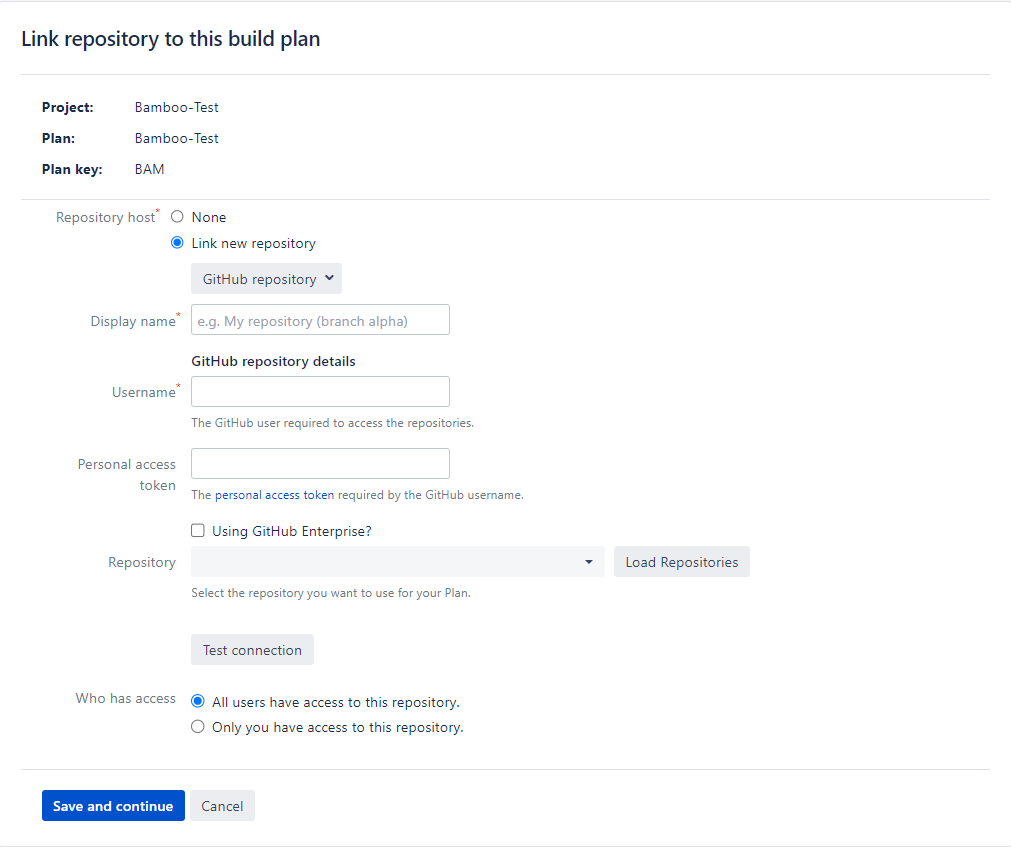 Link repository to this build plan
Project: Bamboo-Test
Plan: Bamboo-Test
Plan key: BAM
Repository host* None
Link new repository
GitHub repository
Display name* e.g. My repository (branch alpha)
GitHub repository details
Username*
The GitHub user required to access the repositories.
Personal access
token
The personal access token required by the GitHub username.
Using GitHub Enterprise?
Repository Load Repositories
Select the repository you want to use for your Plan.
Test connection
Who has access All users have access to this repository.
Only you have access to this repository.
Save and continue Cancel